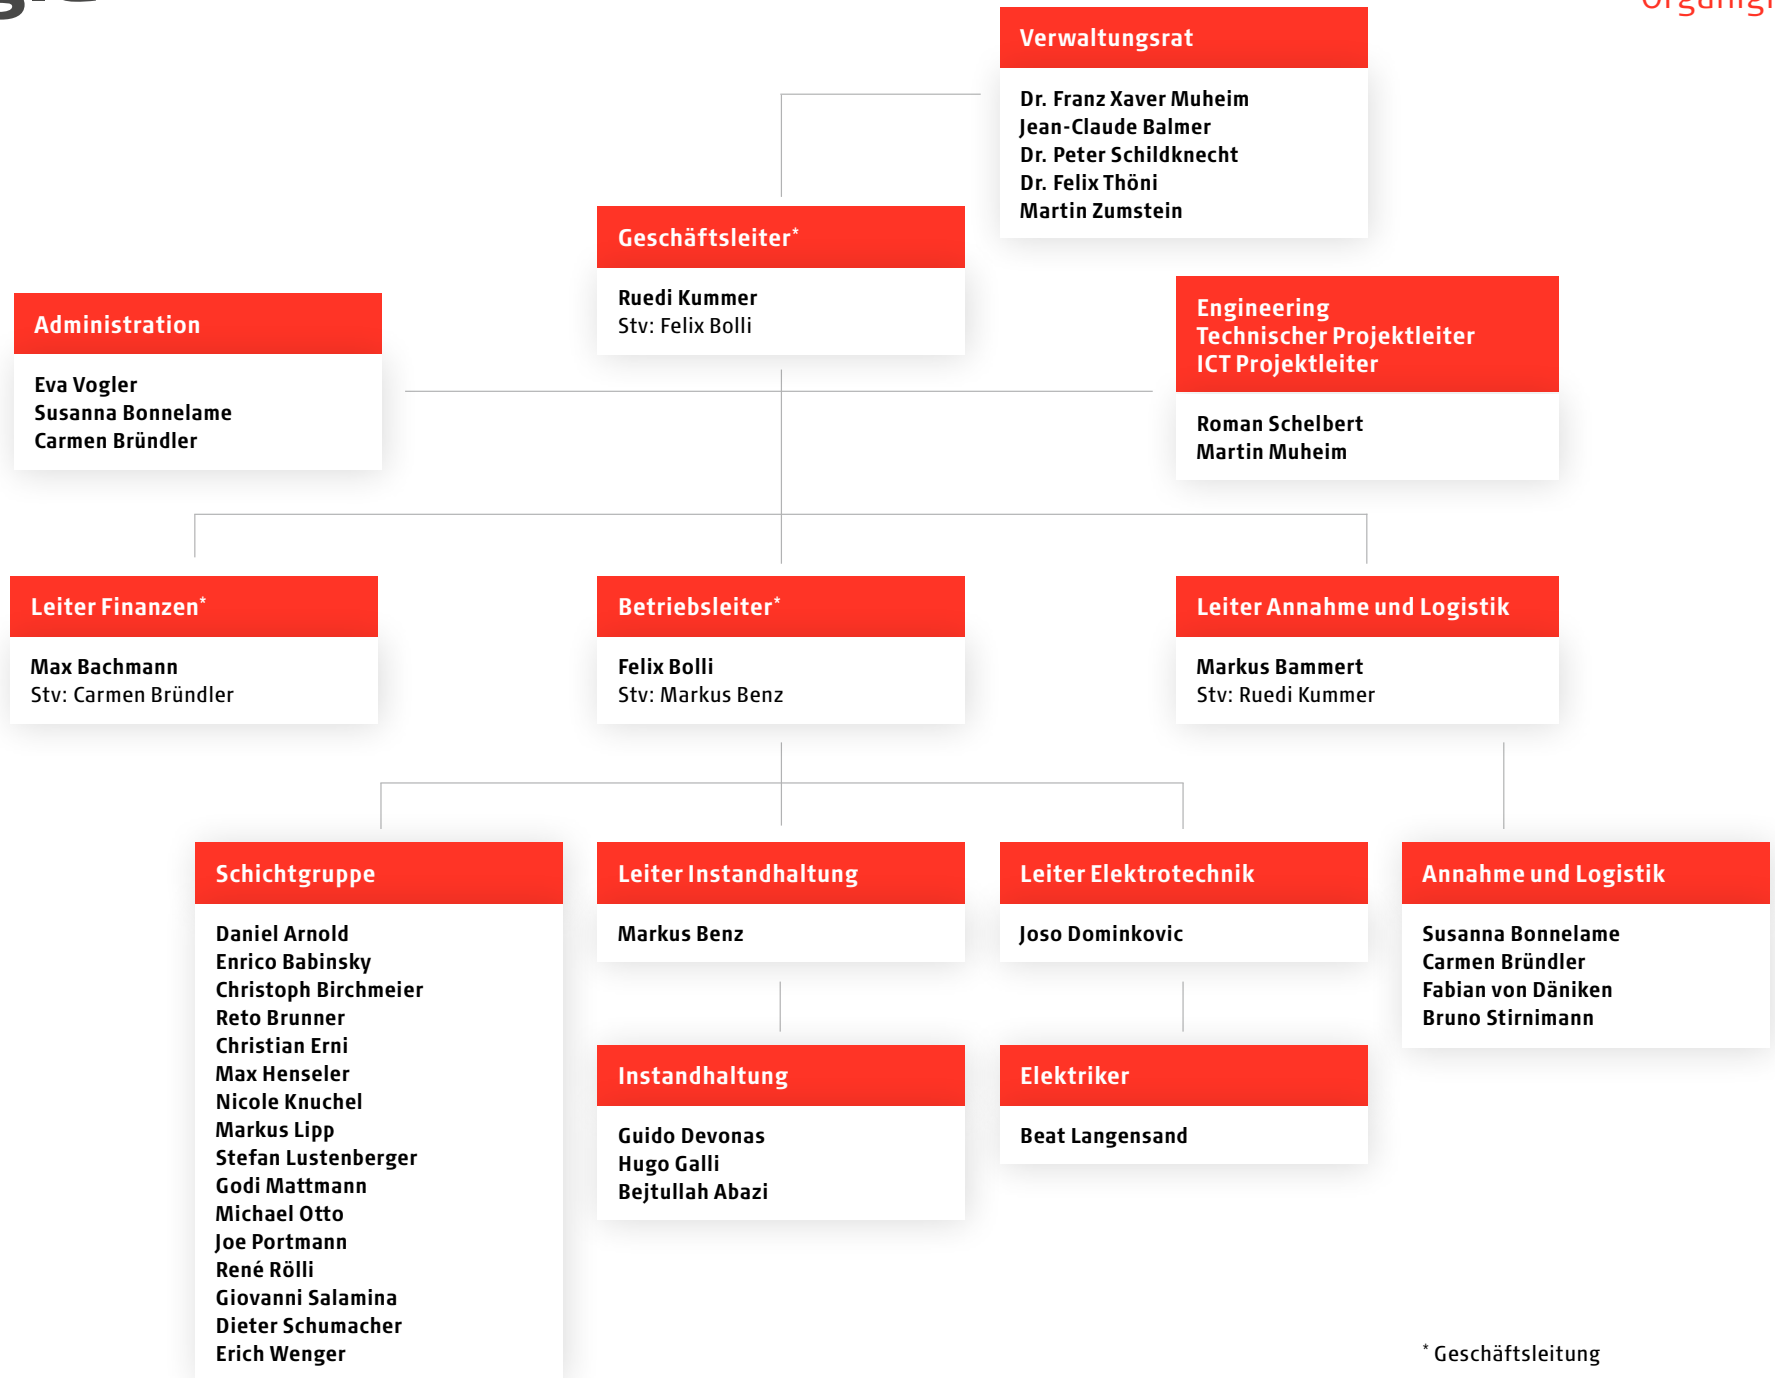 Verwaltungsrat
Dr. Franz Xaver Muheim
Jean-Claude Balmer
Dr. Peter Schildknecht
Dr. Felix Thöni
Martin Zumstein
Geschäftsleiter*
Ruedi Kummer
Stv: Felix Bolli
Administration
Eva Vogler
Susanna Bonnelame
Carmen Bründler
Engineering
Technischer Projektleiter
ICT Projektleiter
Roman Schelbert
Martin Muheim
Leiter Finanzen*
Max Bachmann
Stv: Carmen Bründler
Betriebsleiter*
Felix Bolli
Stv: Markus Benz
Leiter Annahme und Logistik
Markus Bammert
Stv: Ruedi Kummer
Schichtgruppe
Daniel Arnold
Enrico Babinsky
Christoph Birchmeier
Reto Brunner
Christian Erni
Max Henseler
Nicole Knuchel
Markus Lipp
Stefan Lustenberger
Godi Mattmann
Michael Otto
Joe Portmann
René Rölli
Giovanni Salamina
Dieter Schumacher
Erich Wenger
Leiter Instandhaltung
Markus Benz
Instandhaltung
Guido Devonas
Hugo Galli
Bejtullah Abazi
Leiter Elektrotechnik
Joso Dominkovic
Elektriker
Beat Langensand
Annahme und Logistik
Susanna Bonnelame
Carmen Bründler
Fabian von Däniken
Bruno Stirnimann
* Geschäftsleitung